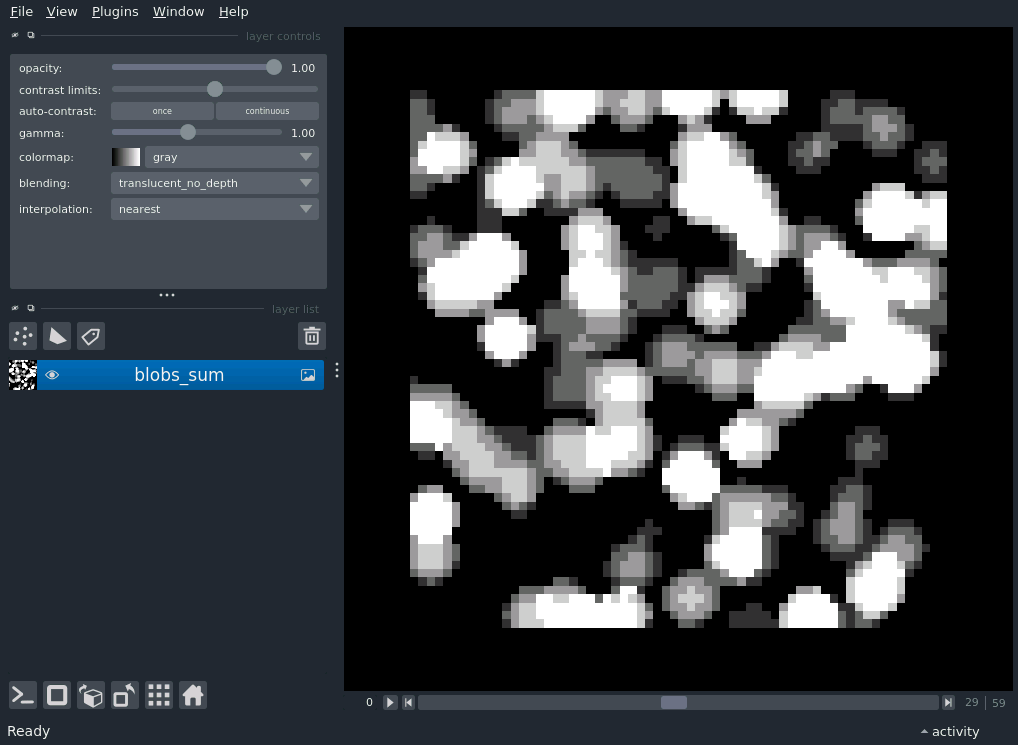 File View Plugins Window Help
layer controls
opacity: 1.00
contrast limits:
auto-contrast: once continuous
gamma: 1.00
colormap: gray
blending: translucent_no_depth
interpolation: nearest
layer list
blobs_sum
0 29 59
Ready activity